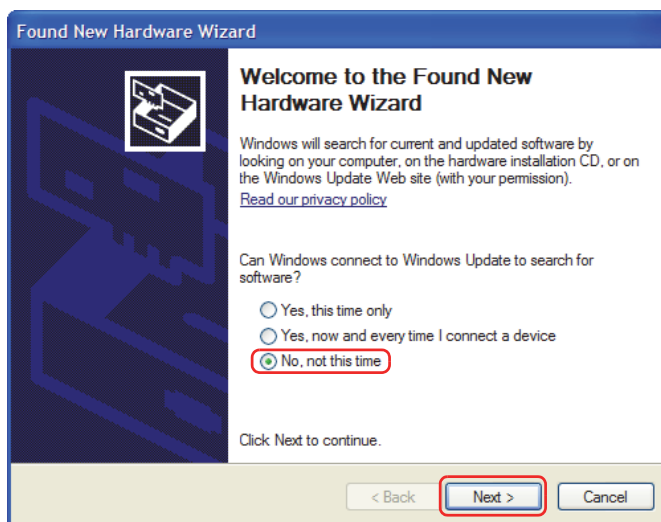 Found New Hardware Wizard
Welcome to the Found New
Hardware Wizard
Windows will search for current and updated software by
looking on your computer, on the hardware installation CD, or on
the Windows Update Web site (with your permission).
Read our privacy policy
Can Windows connect to Windows Update to search for
software?
Yes, this time only
Yes, now and every time I connect a device
No, not this time
Click Next to continue.
< Back Next > Cancel